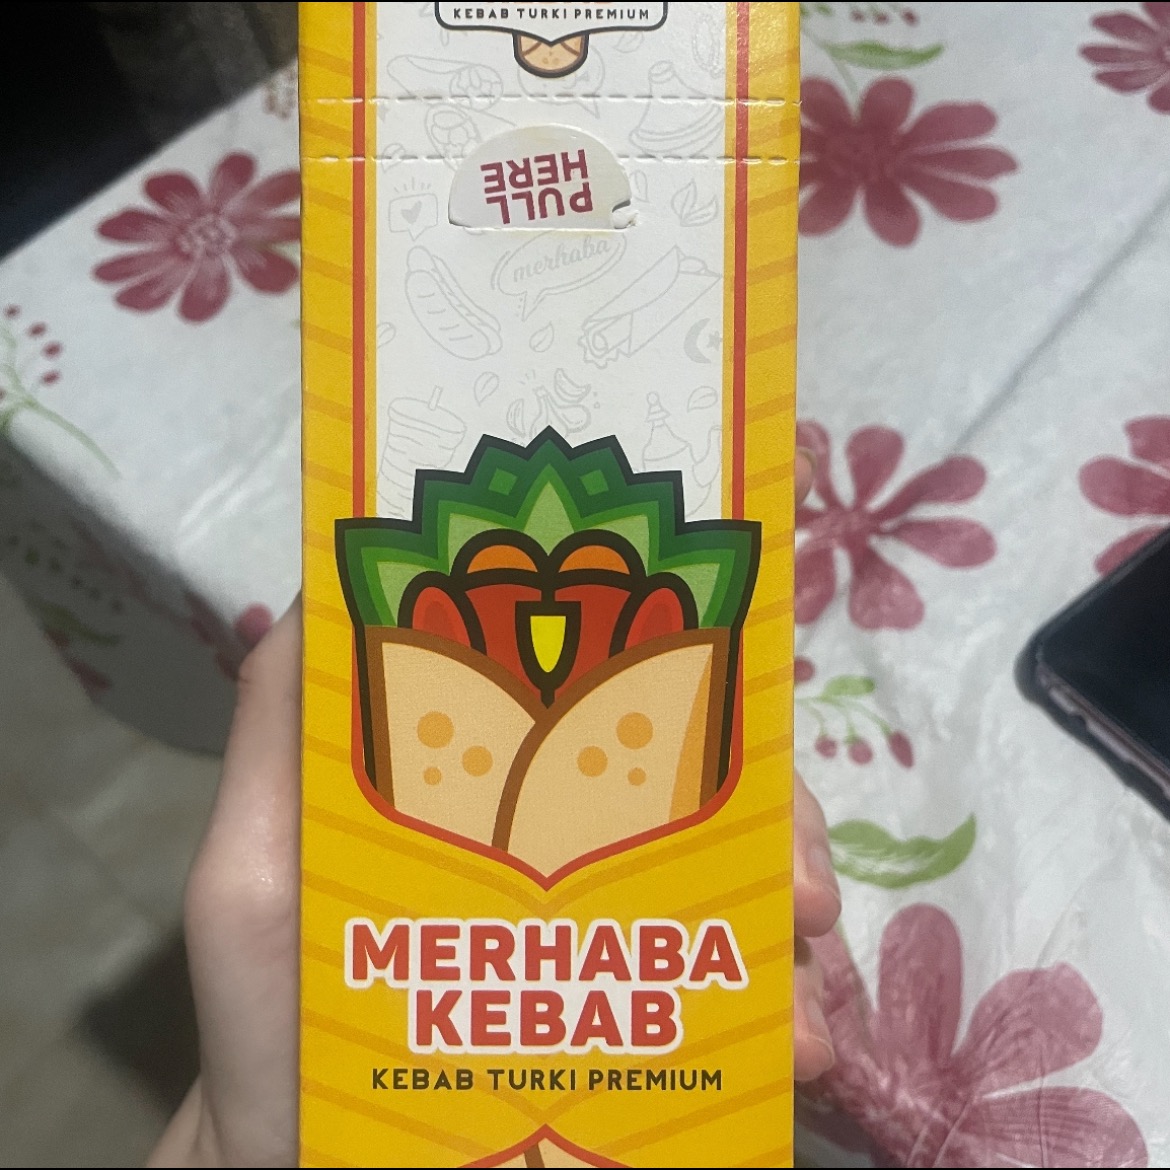 KEBAB TURKI PREMIUM
PULL
HERE
merhaba
MERHABA
KEBAB
KEBAB TURKI PREMIUM